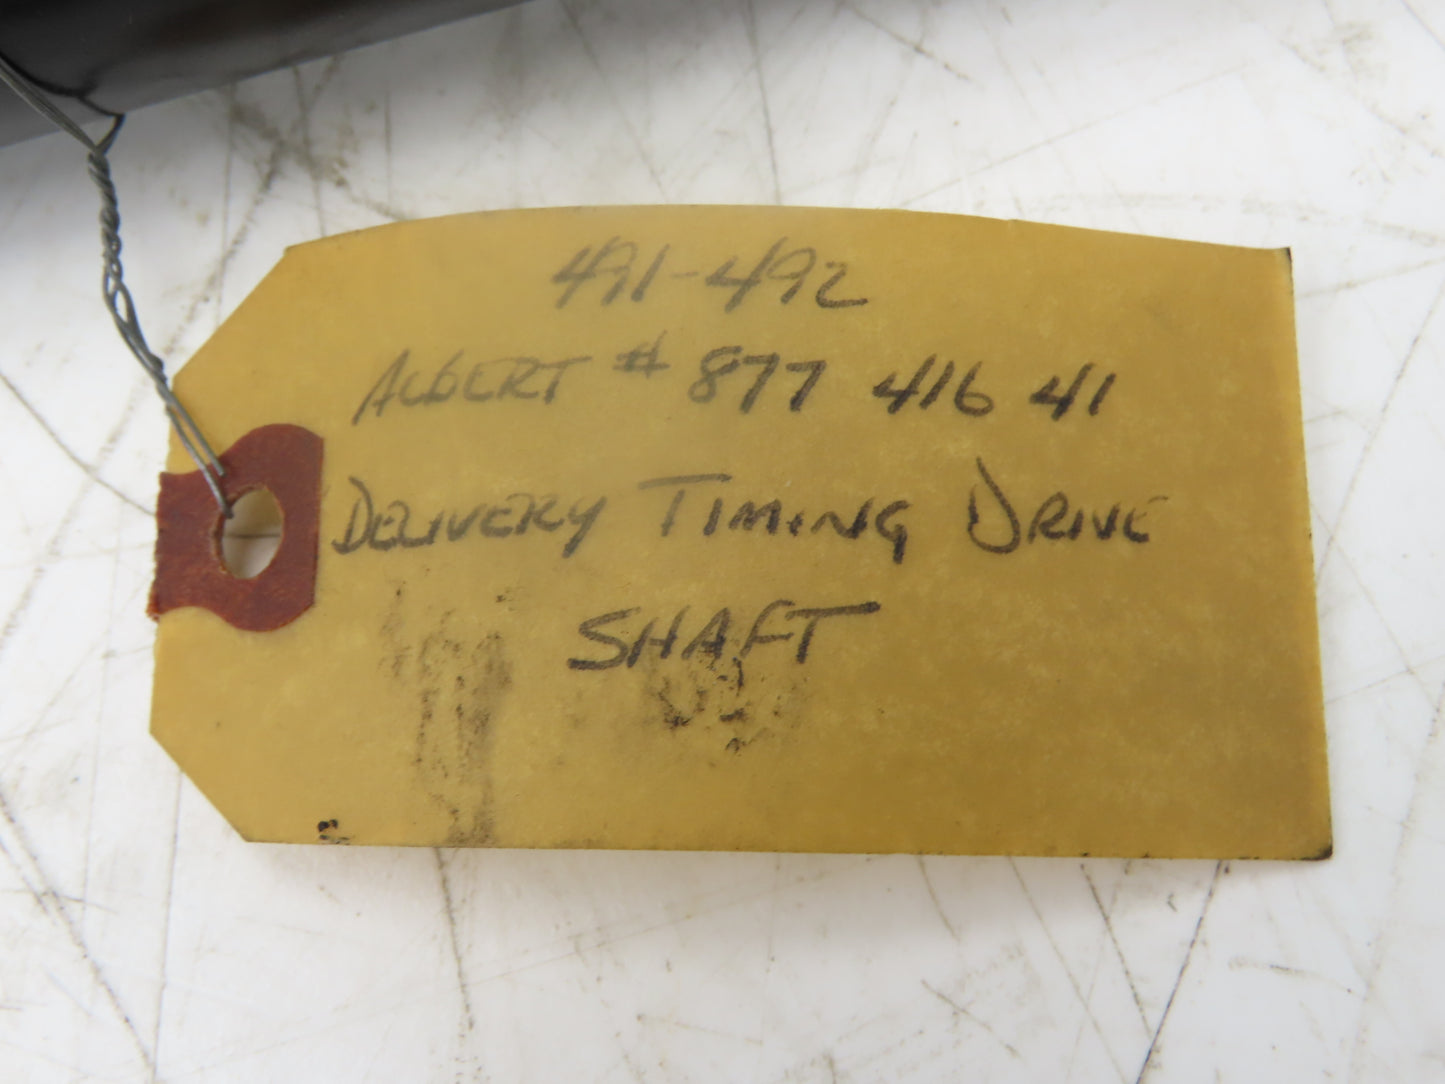 491-492
ALBERT # 877 416 41
DELIVERY TIMING DRIVE
SHAFT